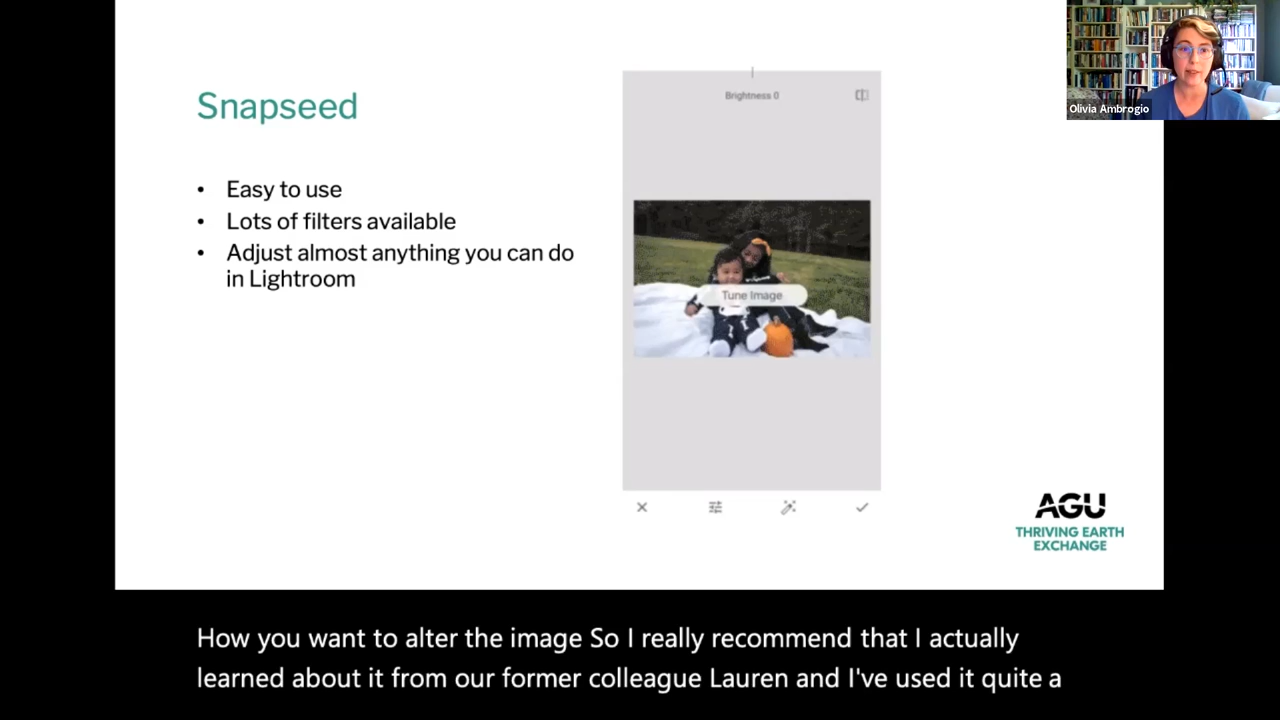 Snapseed
• Easy to use
• Lots of filters available
• Adjust almost anything you can do
in Lightroom
Brightness 0
Tune Image
Olivia Ambrogio
AGU
THRIVING EARTH
EXCHANGE
How you want to alter the image So I really recommend that I actually
learned about it from our former colleague Lauren and I've used it quite a